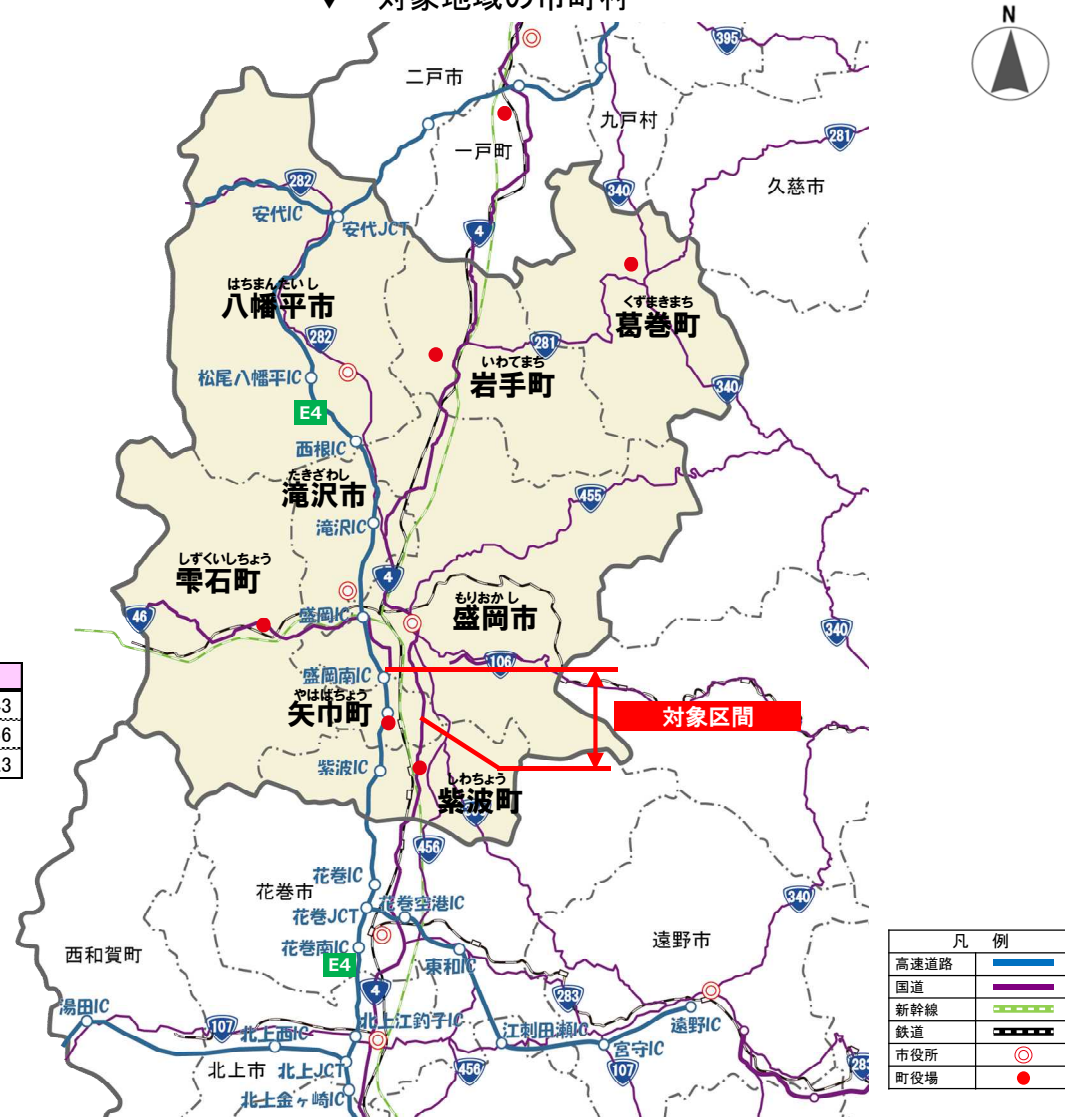 対象地域の市町村
N
395
二戸市
九戸村
一戸町
281
久慈市
282
340
安代IC
安代JCT
4
はちまんたいし
八幡平市
くずまきまち
葛巻町
282
281
いわてまち
岩手町
松尾八幡平IC
340
E4
西根IC
たきざわし
滝沢市
455
滝沢IC
しずくいしちょう
雫石町
4
もりおかし
盛岡市
46
盛岡IC
340
106
盛岡南IC
3
6
3
やはばちょう
矢巾町
対象区間
紫波IC
しわちょう
紫波町
456
花巻IC
花巻市
340
花巻JCT
花巻空港IC
西和賀町
花巻南IC
遠野市
E4
東和IC
4
283
湯田IC
107
北上西IC
北上江釣子IC
江刺田瀬IC
遠野IC
宮守IC
北上市
北上JCT
456
107
283
北上金ヶ崎IC
凡 例
高速道路
国道
新幹線
鉄道
市役所
町役場